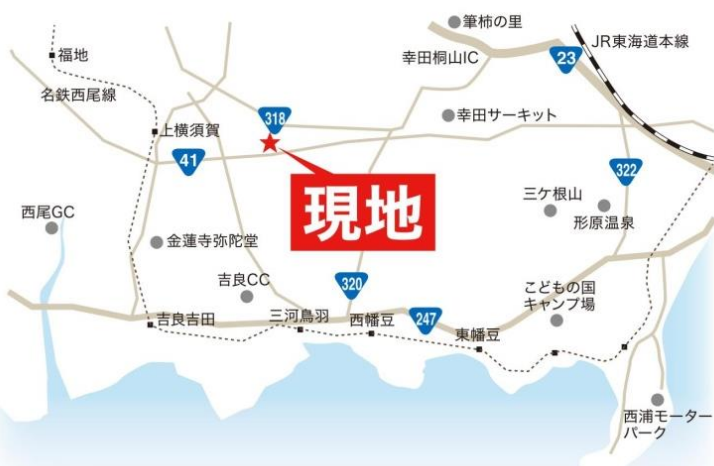 筆柿の里
JR東海道本線
福地
幸田桐山IC
23
名鉄西尾線
318
幸田サーキット
上横須賀
41
322
現地
三ケ根山
西尾GC
形原温泉
金蓮寺弥陀堂
吉良CC
320
こどもの国
キャンプ場
吉良吉田
三河鳥羽
西幡豆
247
東幡豆
西浦モーター
パーク